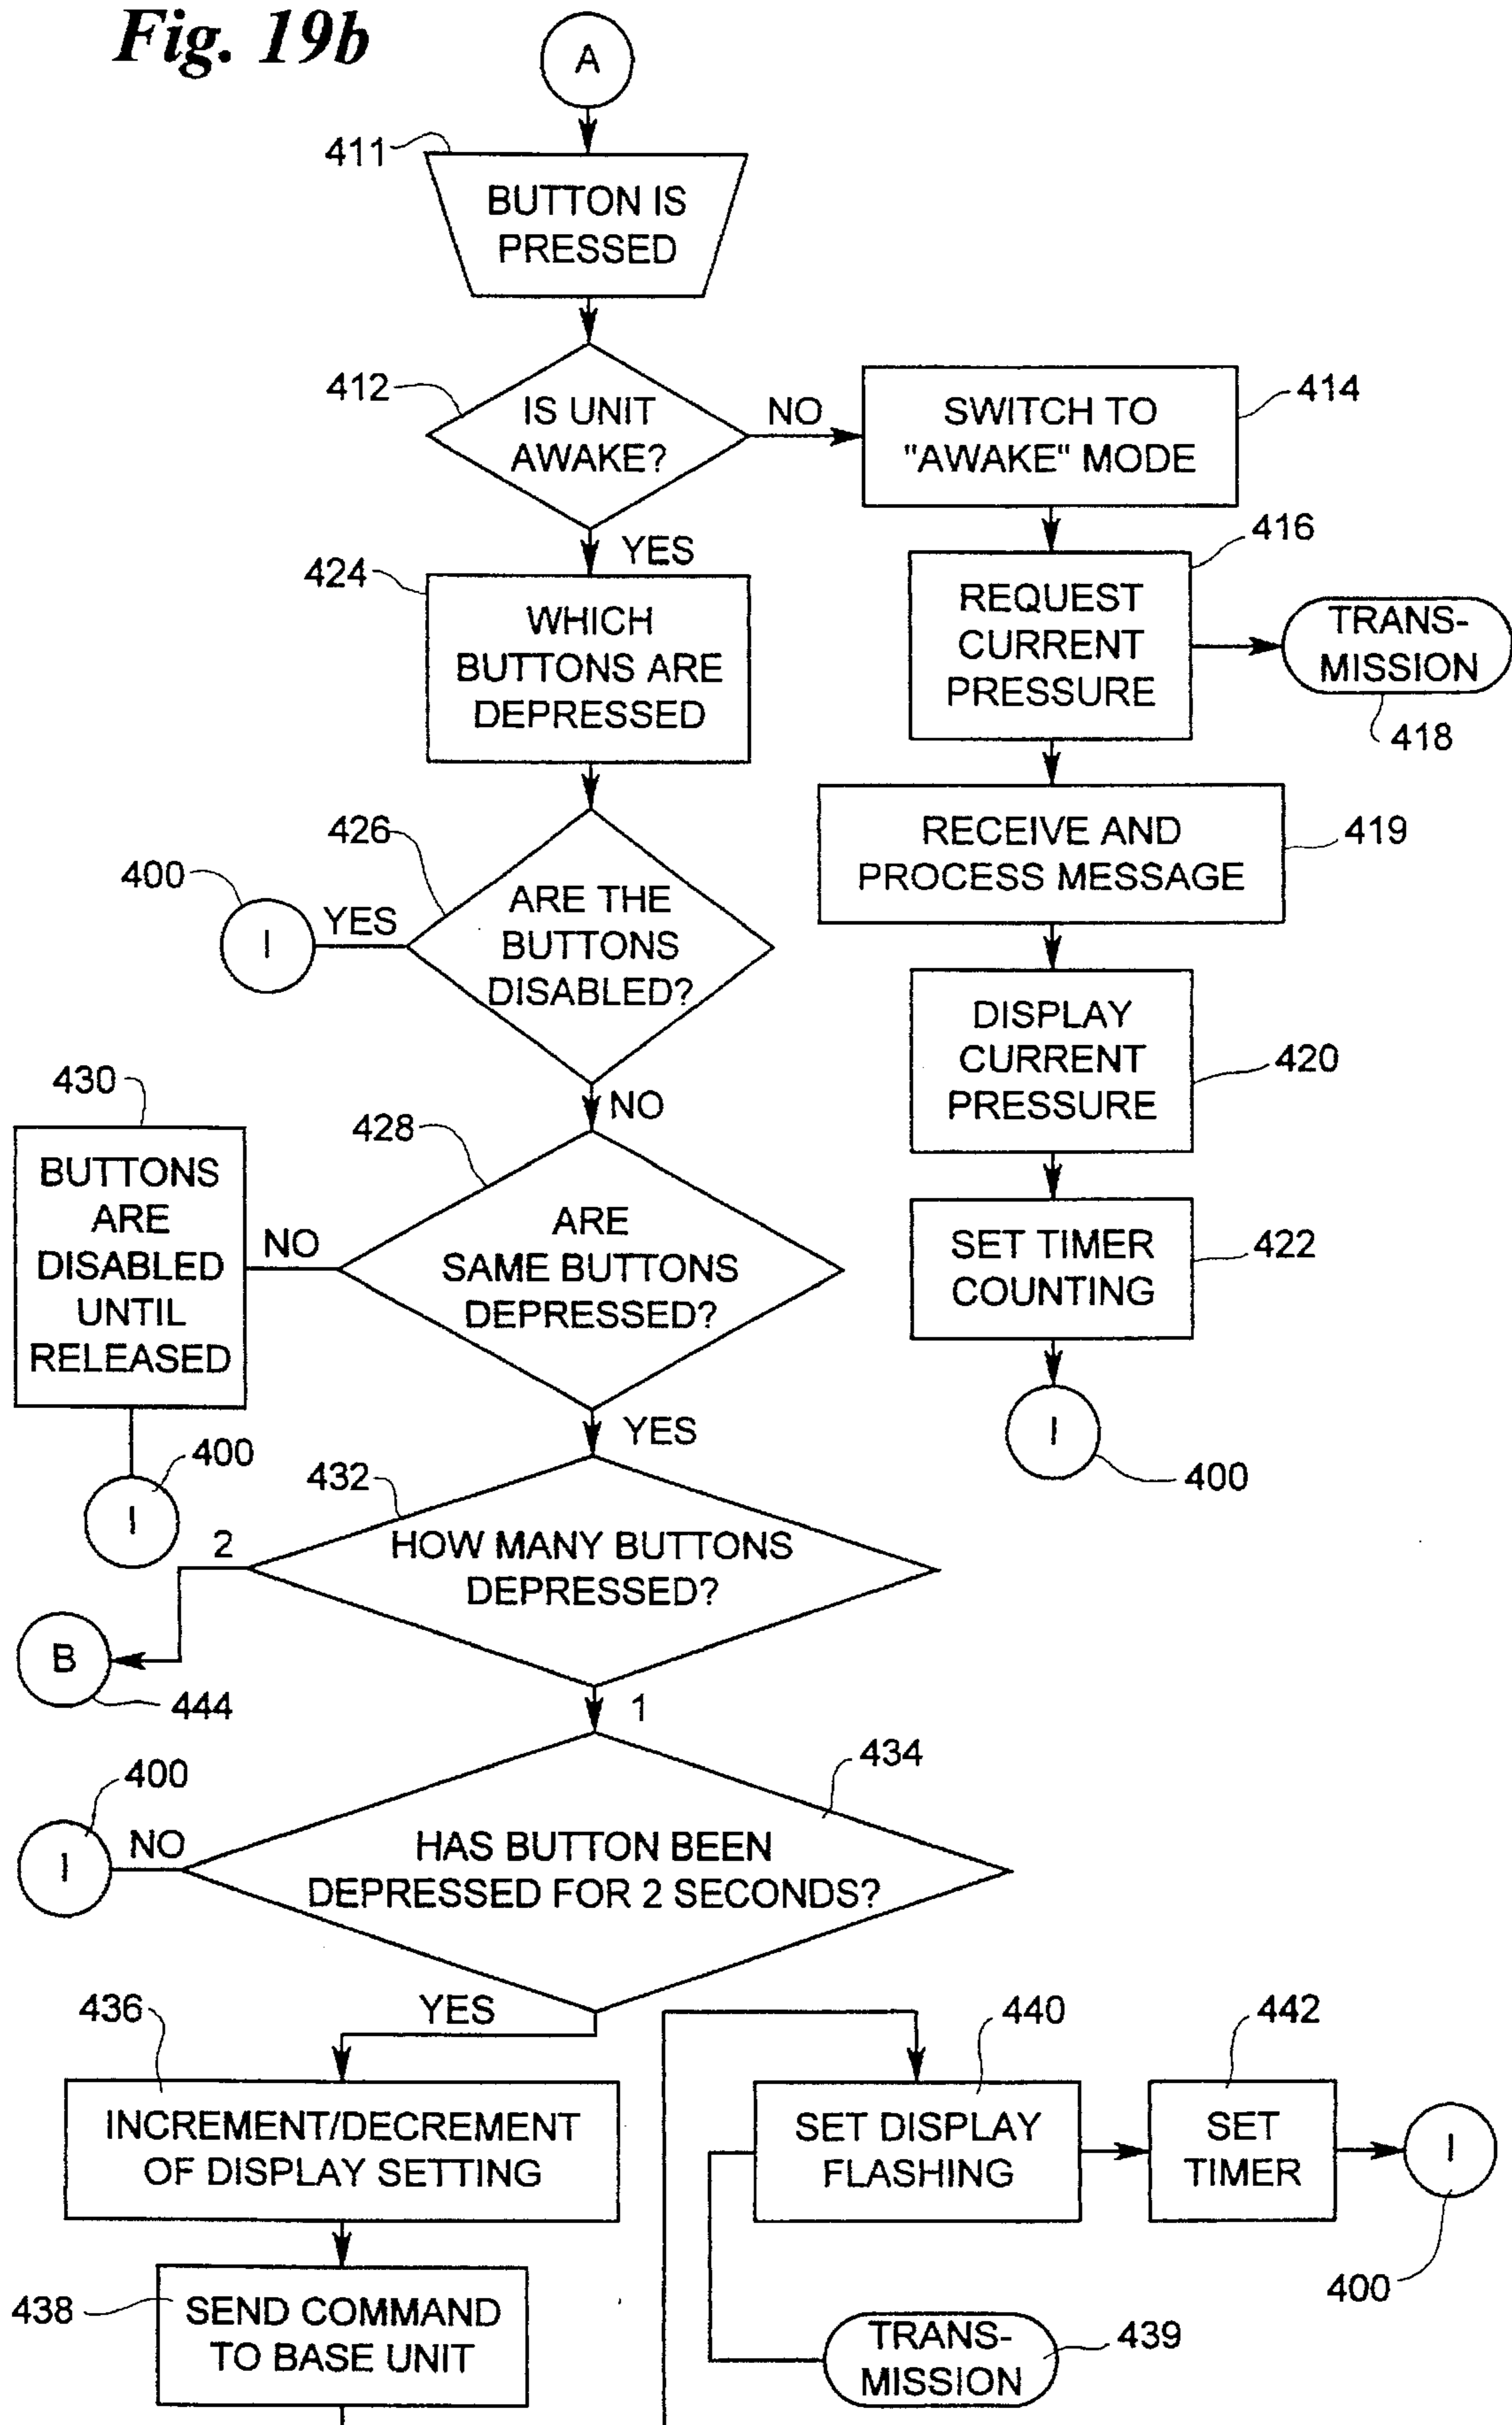 Fig. 19b
A
411
BUTTON IS
PRESSED
412
IS UNIT
AWAKE?
NO
SWITCH TO
"AWAKE" MODE
414
YES
424
WHICH
BUTTONS ARE
DEPRESSED
416
REQUEST
CURRENT
PRESSURE
TRANS-
MISSION
418
RECEIVE AND
PROCESS MESSAGE
419
426
400
I
YES
ARE THE
BUTTONS
DISABLED?
DISPLAY
CURRENT
PRESSURE
420
NO
430
BUTTONS
ARE
DISABLED
UNTIL
RELEASED
428
NO
ARE
SAME BUTTONS
DEPRESSED?
SET TIMER
COUNTING
422
I
400
YES
400
I
432
2
HOW MANY BUTTONS
DEPRESSED?
B
444
1
434
400
I
NO
HAS BUTTON BEEN
DEPRESSED FOR 2 SECONDS?
YES
436
INCREMENT/DECREMENT
OF DISPLAY SETTING
440
SET DISPLAY
FLASHING
442
SET
TIMER
I
400
438
SEND COMMAND
TO BASE UNIT
TRANS-
MISSION
439